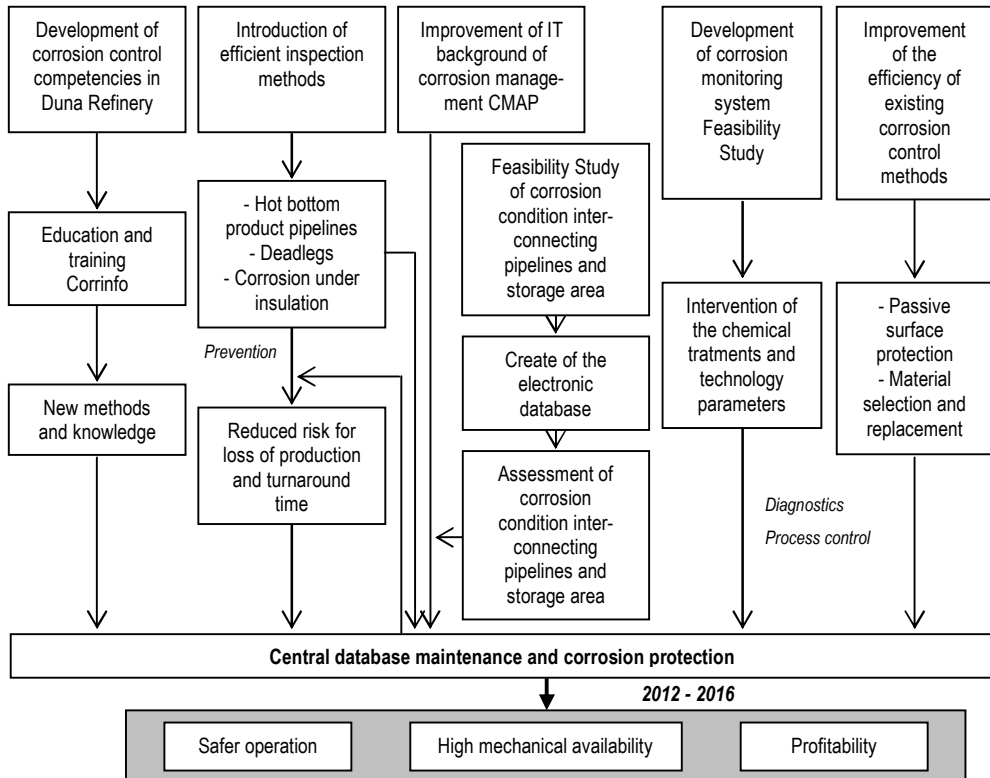 Development of
corrosion control
competencies in
Duna Refinery
Introduction of
efficient inspection
methods
Improvement of IT
background of
corrosion manage-
ment CMAP
Development
of corrosion
monitoring
system
Feasibility
Study
Improvement
of the
efficiency of
existing
corrosion
control
methods
Education and
training
Corrinfo
- Hot bottom
product pipelines
- Deadlegs
- Corrosion under
insulation
Feasibility Study
of corrosion
condition inter-
connecting
pipelines and
storage area
Intervention of
the chemical
tratments and
technology
parameters
- Passive
surface
protection
- Material
selection and
replacement
Prevention
Create of the
electronic
database
New methods
and knowledge
Reduced risk for
loss of production
and turnaround
time
Assessment of
corrosion
condition inter-
connecting
pipelines and
storage area
Diagnostics
Process control
Central database maintenance and corrosion protection
2012 - 2016
Safer operation
High mechanical availability
Profitability